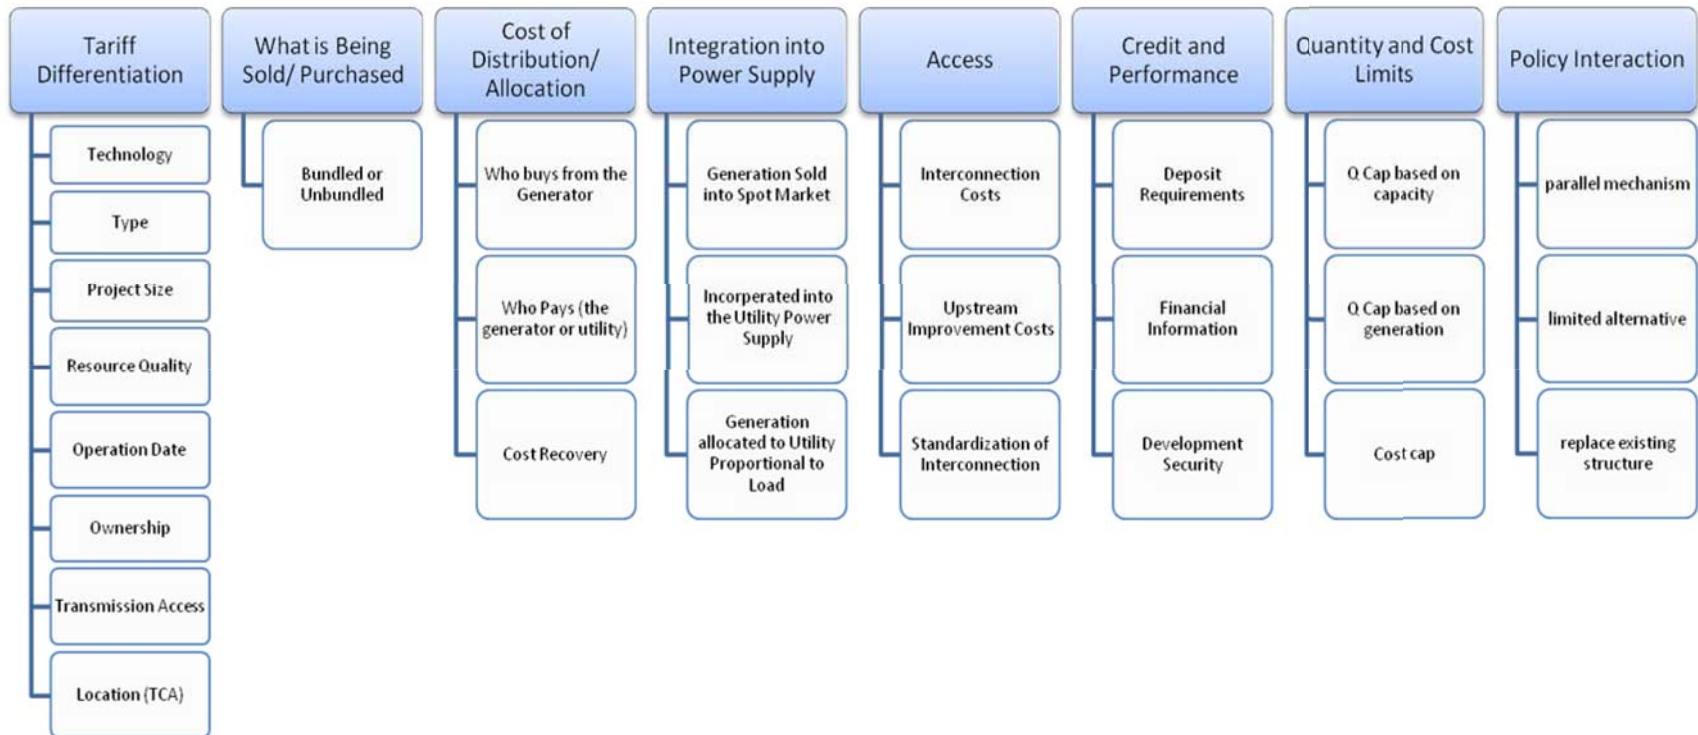 Tariff
Differentiation
Technology
Type
Project Size
Resource Quality
Operation Date
Ownership
Transmission Access
Location (TCA)
What is Being
Sold/ Purchased
Bundled or
Unbundled
Cost of
Distribution/
Allocation
Who buys from the
Generator
Who Pays (the
generator or utility)
Cost Recovery
Integration into
Power Supply
Generation Sold
into Spot Market
Incorperated into
the Utility Power
Supply
Generation
allocated to Utility
Proportional to
Load
Access
Interconnection
Costs
Upstream
Improvement Costs
Standardization of
Interconnection
Credit and
Performance
Deposit
Requirements
Financial
Information
Development
Security
Quantity and Cost
Limits
Q Cap based on
capacity
Q Cap based on
generation
Cost cap
Policy Interaction
parallel mechanism
limited alternative
replace existing
structure